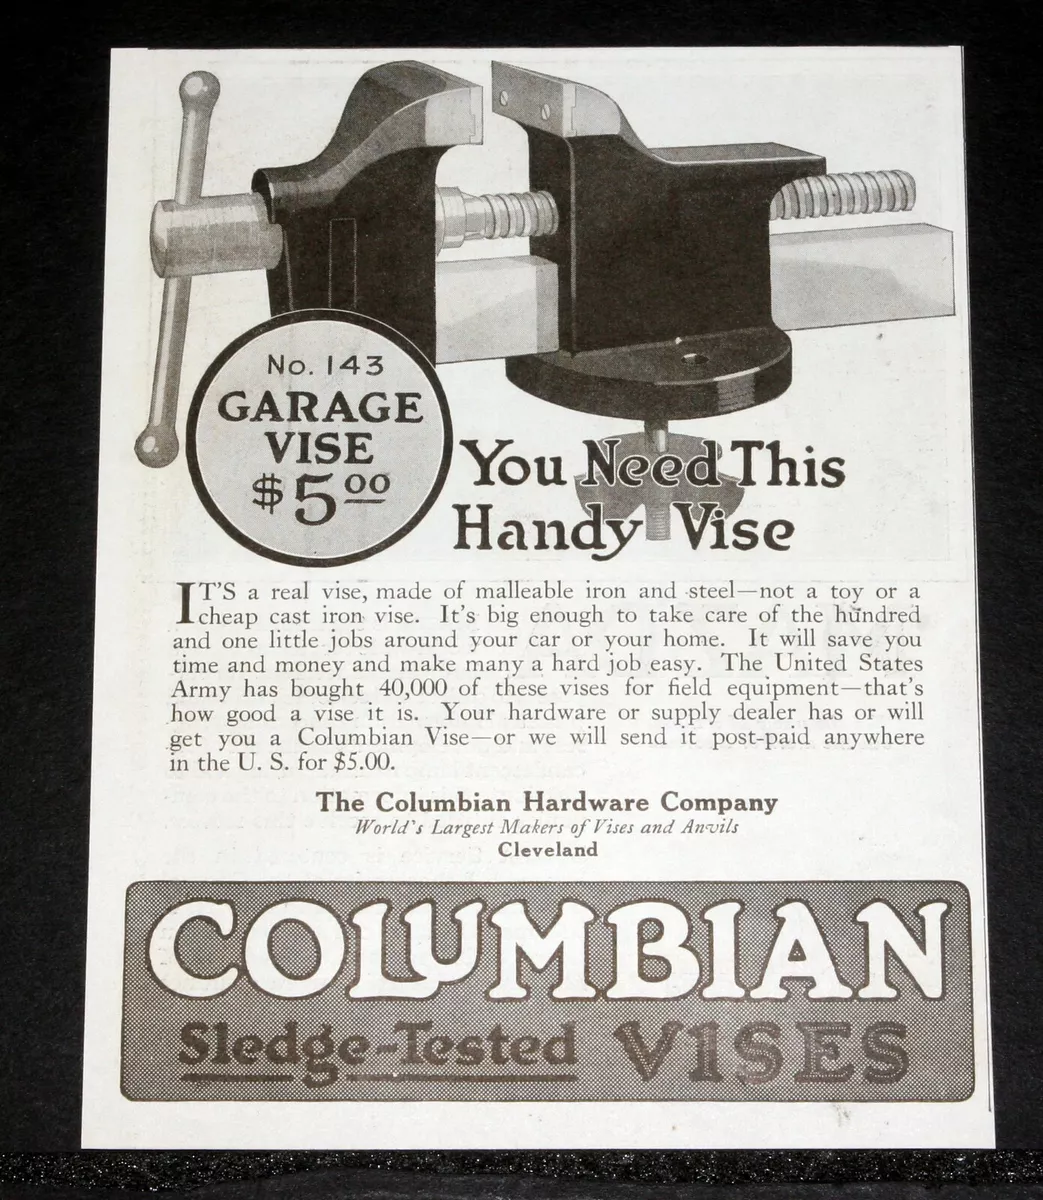 No. 143
GARAGE
VISE
$5.00
You Need This
Handy Vise
IT'S a real vise, made of malleable iron and steel—not a toy or a
cheap cast iron vise. It's big enough to take care of the hundred
and one little jobs around your car or your home. It will save you
time and money and make many a hard job easy. The United States
Army has bought 40,000 of these vises for field equipment—that's
how good a vise it is. Your hardware or supply dealer has or will
get you a Columbian Vise—or we will send it post-paid anywhere
in the U. S. for $5.00.
The Columbian Hardware Company
World's Largest Makers of Vises and Anvils
Cleveland
COLUMBIAN
Sledge-Tested VISES